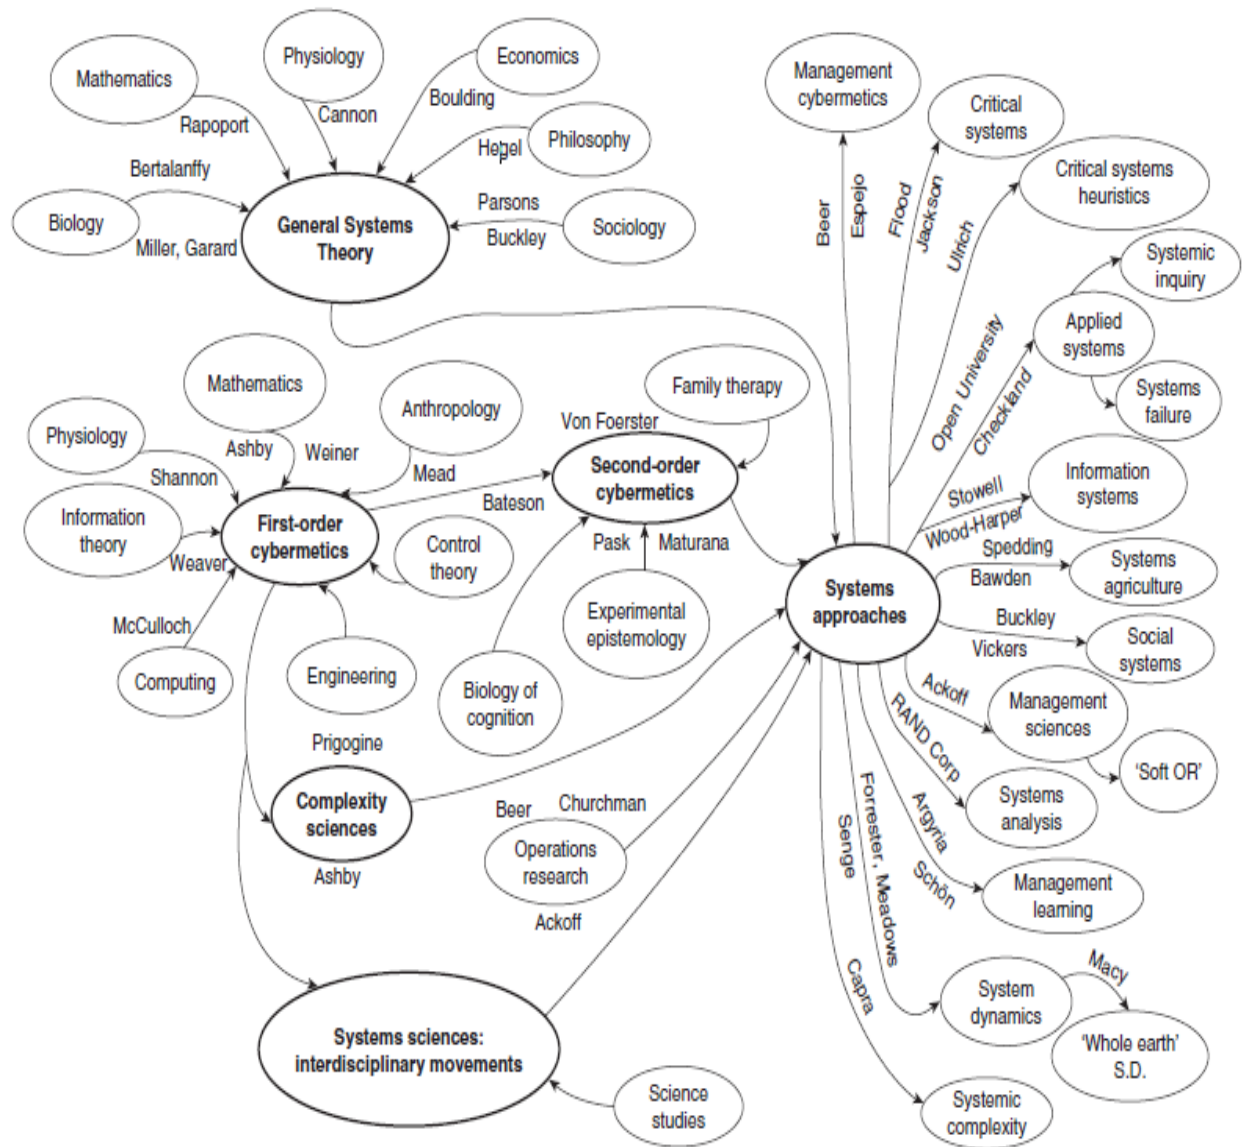 Mathematics
Physiology
Economics
Rapoport
Cannon
Boulding
Hegel
Philosophy
Bertalanffy
Biology
Miller, Garard
General Systems
Theory
Parsons
Buckley
Sociology
Management
cybermetics
Critical
systems
Critical systems
heuristics
Systemic
inquiry
Applied
systems
Systems
failure
Beer
Espejo
Flood
Jackson
Ulrich
Open University
Checkland
Mathematics
Physiology
Anthropology
Family therapy
Ashby
Weiner
Shannon
Mead
Von Foerster
Information
theory
Weaver
First-order
cybermetics
Bateson
Second-order
cybermetics
Control
theory
Pask
Maturana
McCulloch
Computing
Engineering
Experimental
epistemology
Biology of
cognition
Systems
approaches
Stowell
Wood-Harper
Information
systems
Spedding
Bawden
Systems
agriculture
Buckley
Vickers
Social
systems
Ackoff
Management
sciences
'Soft OR'
RAND Corp
Systems
analysis
Argyria
Schön
Management
learning
Forrester, Meadows
System
dynamics
Macy
'Whole earth'
S.D.
Senge
Capra
Systemic
complexity
Prigogine
Complexity
sciences
Ashby
Beer
Churchman
Operations
research
Ackoff
Systems sciences:
interdisciplinary movements
Science
studies